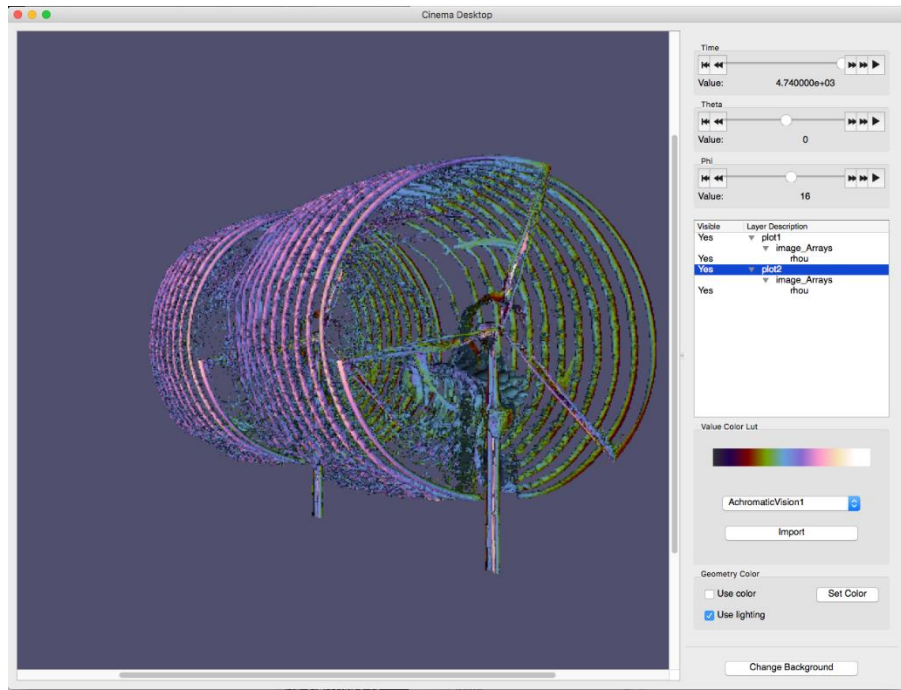 Cinema Desktop
Time
Value: 4.740000e+03
Theta
Value: 0
Phi
Value: 16
Visible Layer Description
Yes plot1
image_Arrays
Yes rhou
Yes plot2
image_Arrays
Yes rhou
Value Color Lut
AchromaticVision1
Import
Geometry Color
Use color Set Color
Use lighting
Change Background